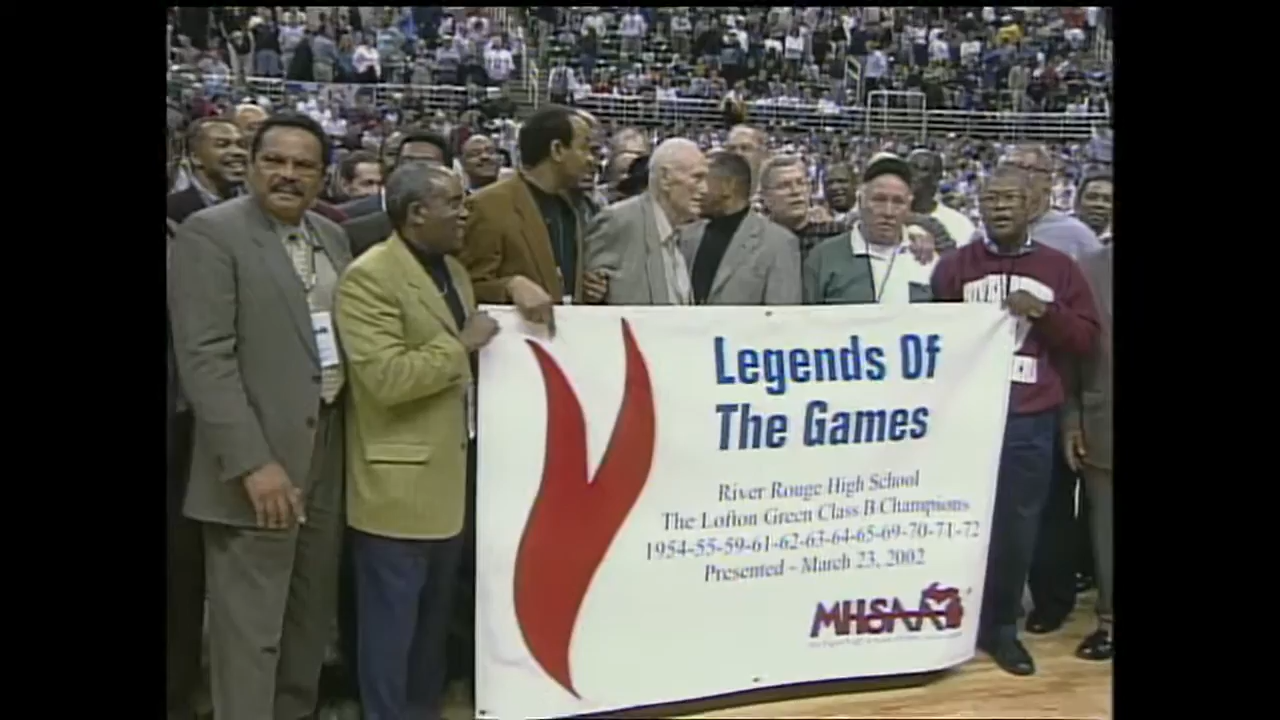 Legends Of
The Games
River Rouge High School
The Lofton Green Class B Champions
1954-55-59-61-62-63-64-65-69-70-71-72
Presented - March 23, 2002
MHSAA